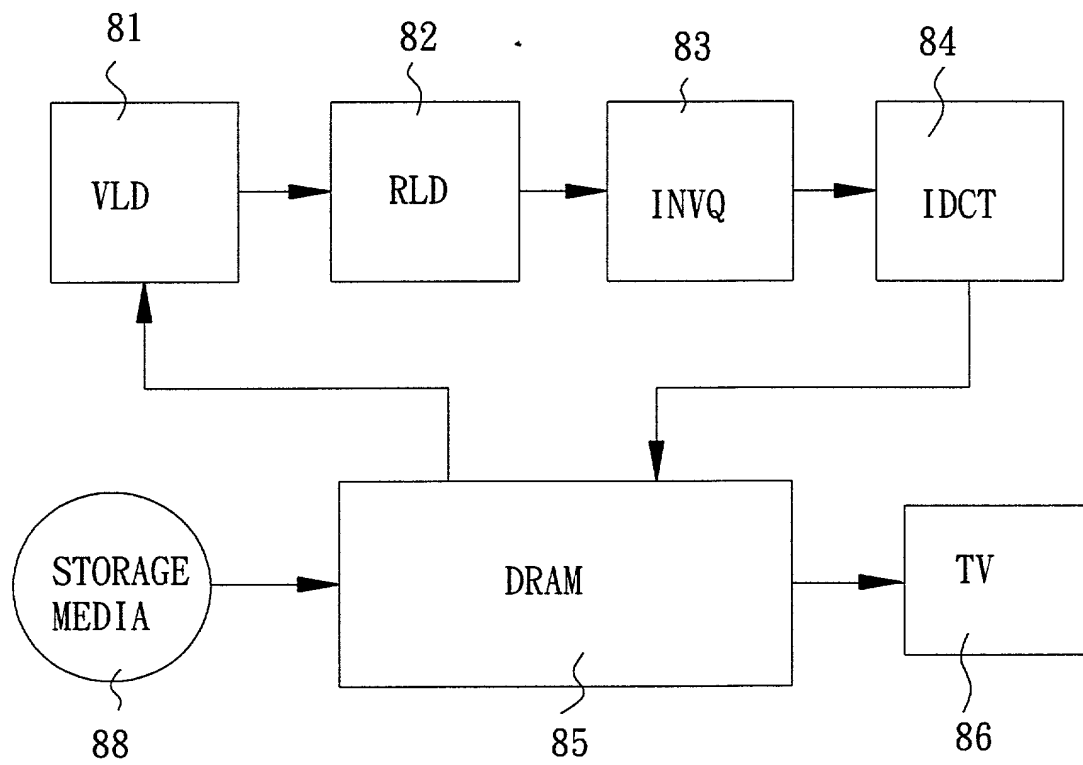 81
82
83
84
VLD
RLD
INVQ
IDCT
STORAGE
MEDIA
DRAM
TV
88
85
86